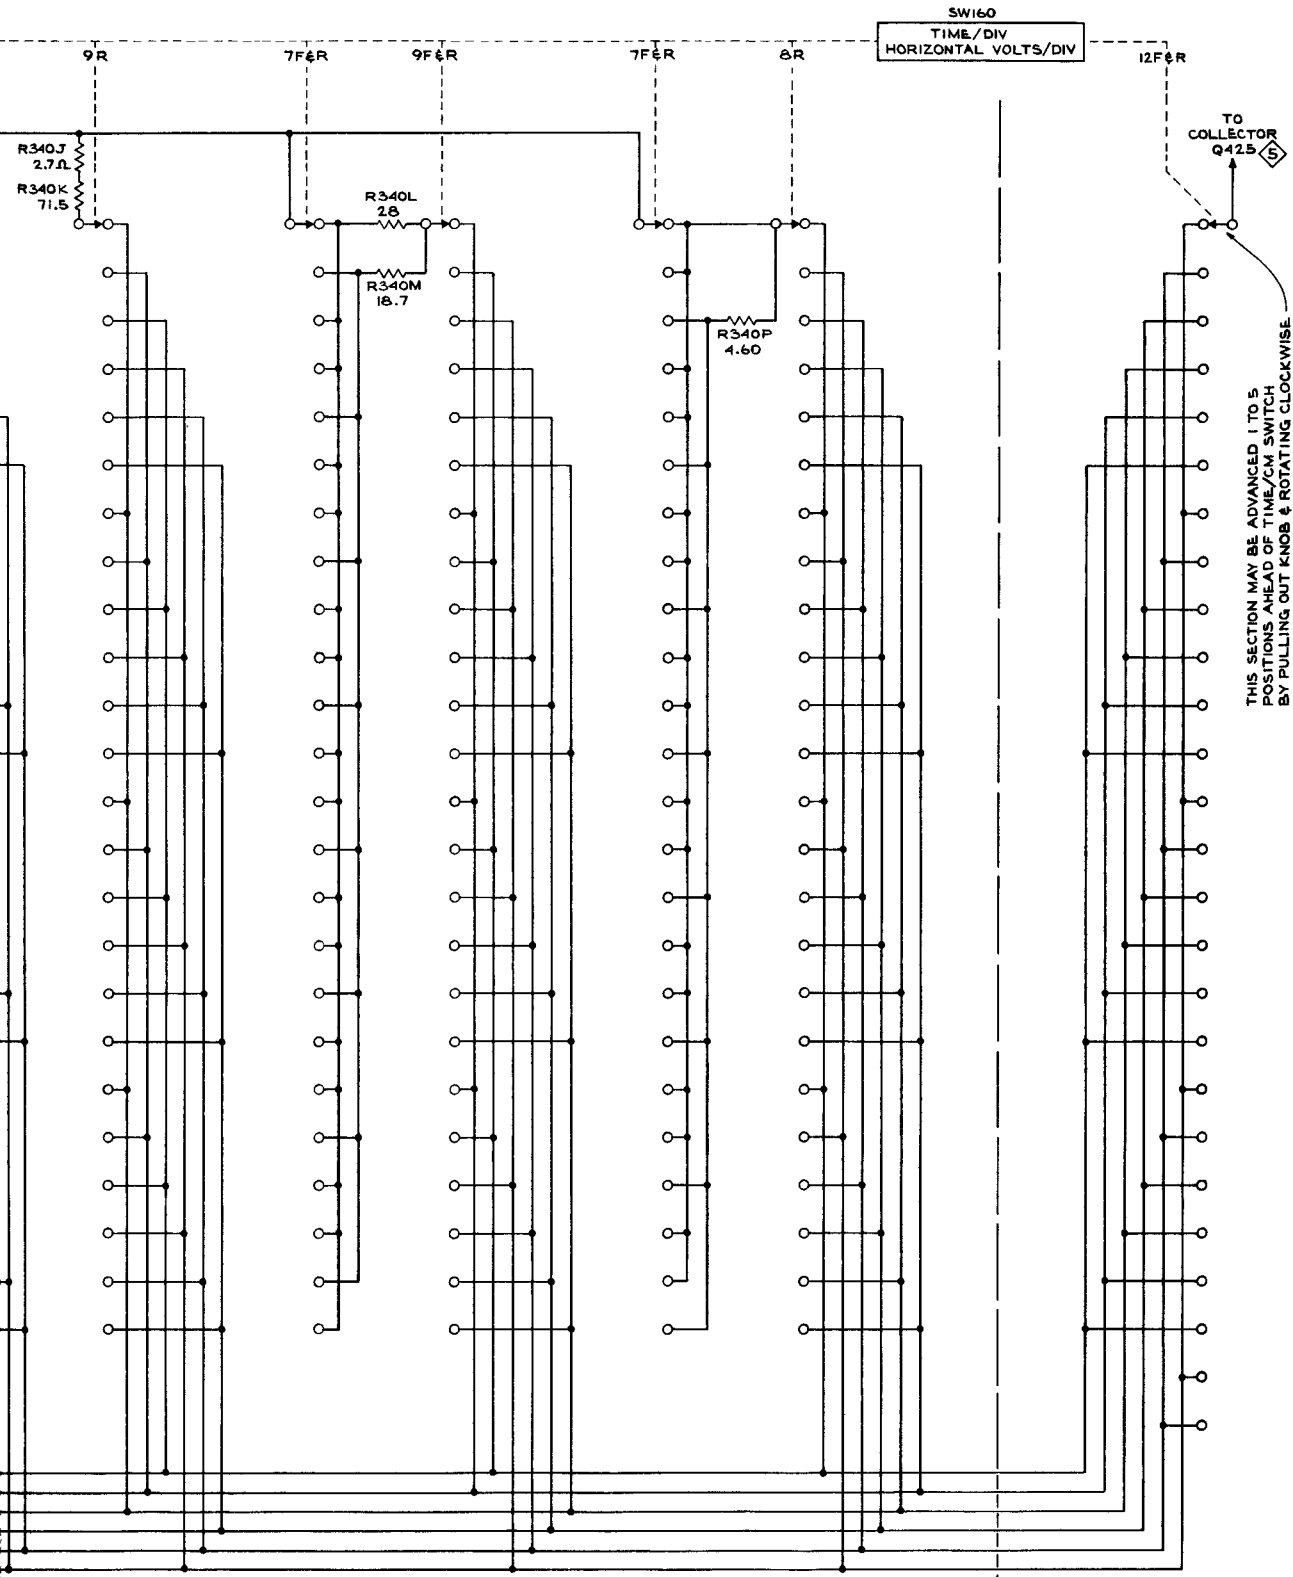 SW160
TIME/DIV
HORIZONTAL VOLTS/DIV
9R
7F&R
9F&R
7F&R
8R
12F&R
TO
COLLECTOR
Q425
5
R340J
2.7Ω
R340K
71.5
R340L
28
R340M
18.7
R340P
4.60
THIS SECTION MAY BE ADVANCED 1 TO 5
POSITIONS AHEAD OF TIME/CM SWITCH
BY PULLING OUT KNOB & ROTATING CLOCKWISE